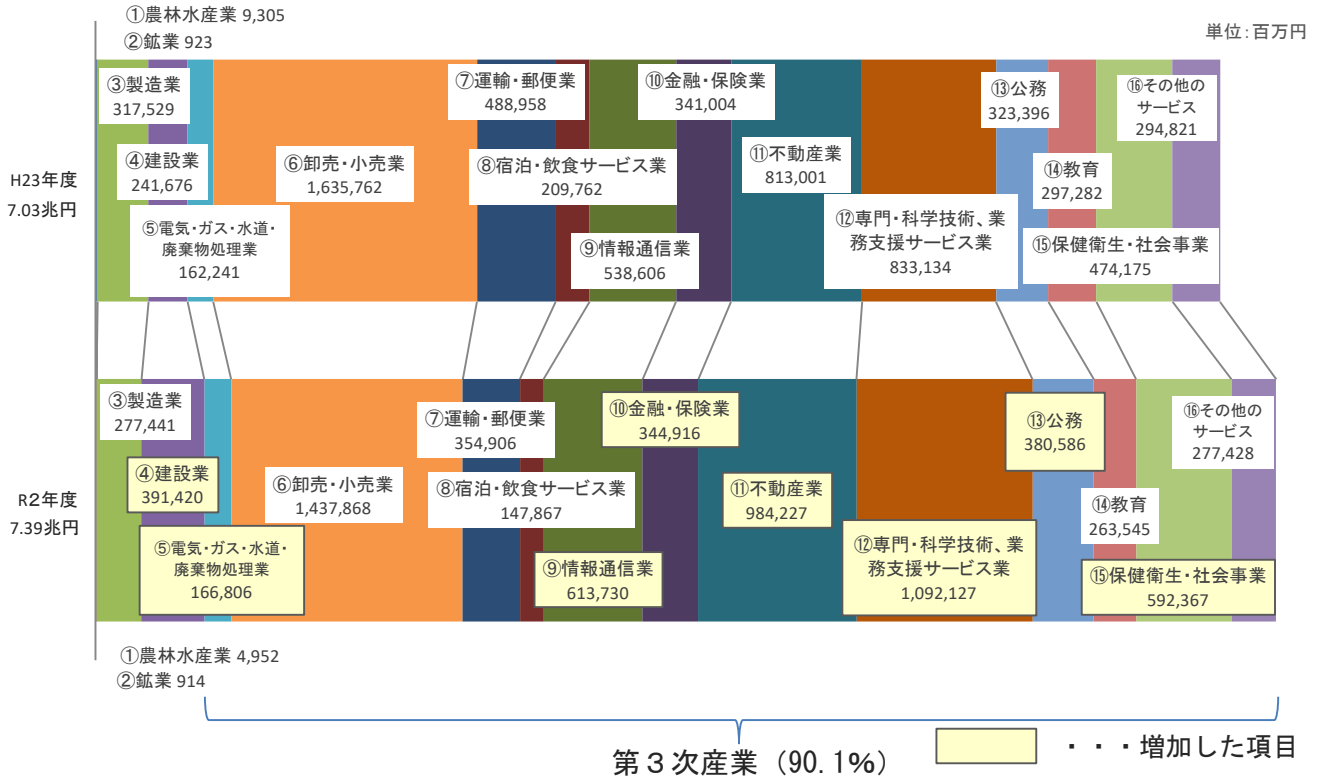 ①農林水産業 9,305
②鉱業 923
単位：百万円
H23年度
7.03兆円
③製造業
317,529
④建設業
241,676
⑤電気・ガス・水道・
廃棄物処理業
162,241
⑥卸売・小売業
1,635,762
⑦運輸・郵便業
488,958
⑧宿泊・飲食サービス業
209,762
⑨情報通信業
538,606
⑩金融・保険業
341,004
⑪不動産業
813,001
⑫専門・科学技術、業
務支援サービス業
833,134
⑬公務
323,396
⑭教育
297,282
⑮保健衛生・社会事業
474,175
⑯その他の
サービス
294,821
R2年度
7.39兆円
③製造業
277,441
④建設業
391,420
⑤電気・ガス・水道・
廃棄物処理業
166,806
⑥卸売・小売業
1,437,868
⑦運輸・郵便業
354,906
⑧宿泊・飲食サービス業
147,867
⑨情報通信業
613,730
⑩金融・保険業
344,916
⑪不動産業
984,227
⑫専門・科学技術、業
務支援サービス業
1,092,127
⑬公務
380,586
⑭教育
263,545
⑮保健衛生・社会事業
592,367
⑯その他の
サービス
277,428
①農林水産業 4,952
②鉱業 914
第３次産業（90.1%）
・・・増加した項目